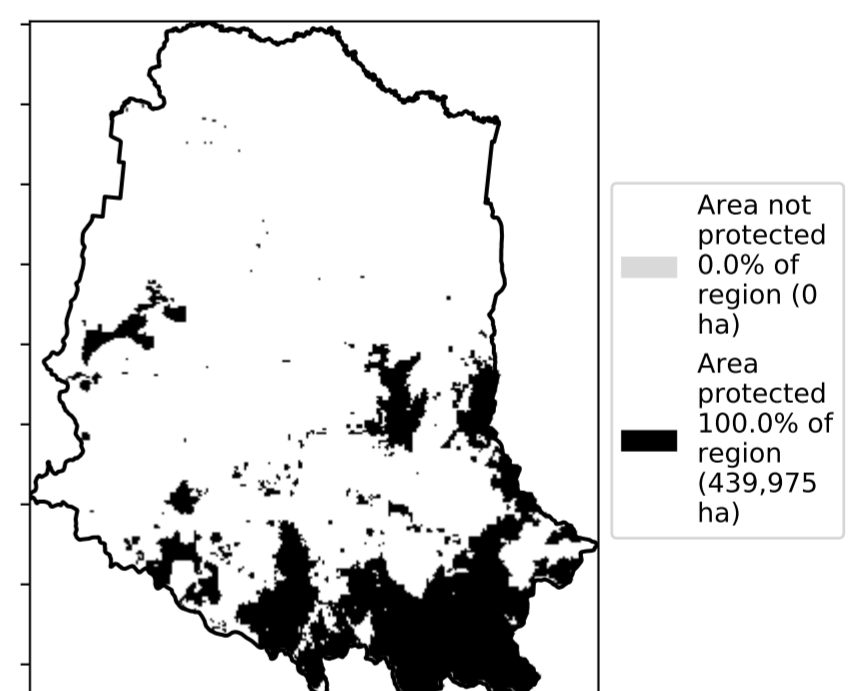 Area not
protected
0.0% of
region (0
ha)
Area
protected
100.0% of
region
(439,975
ha)